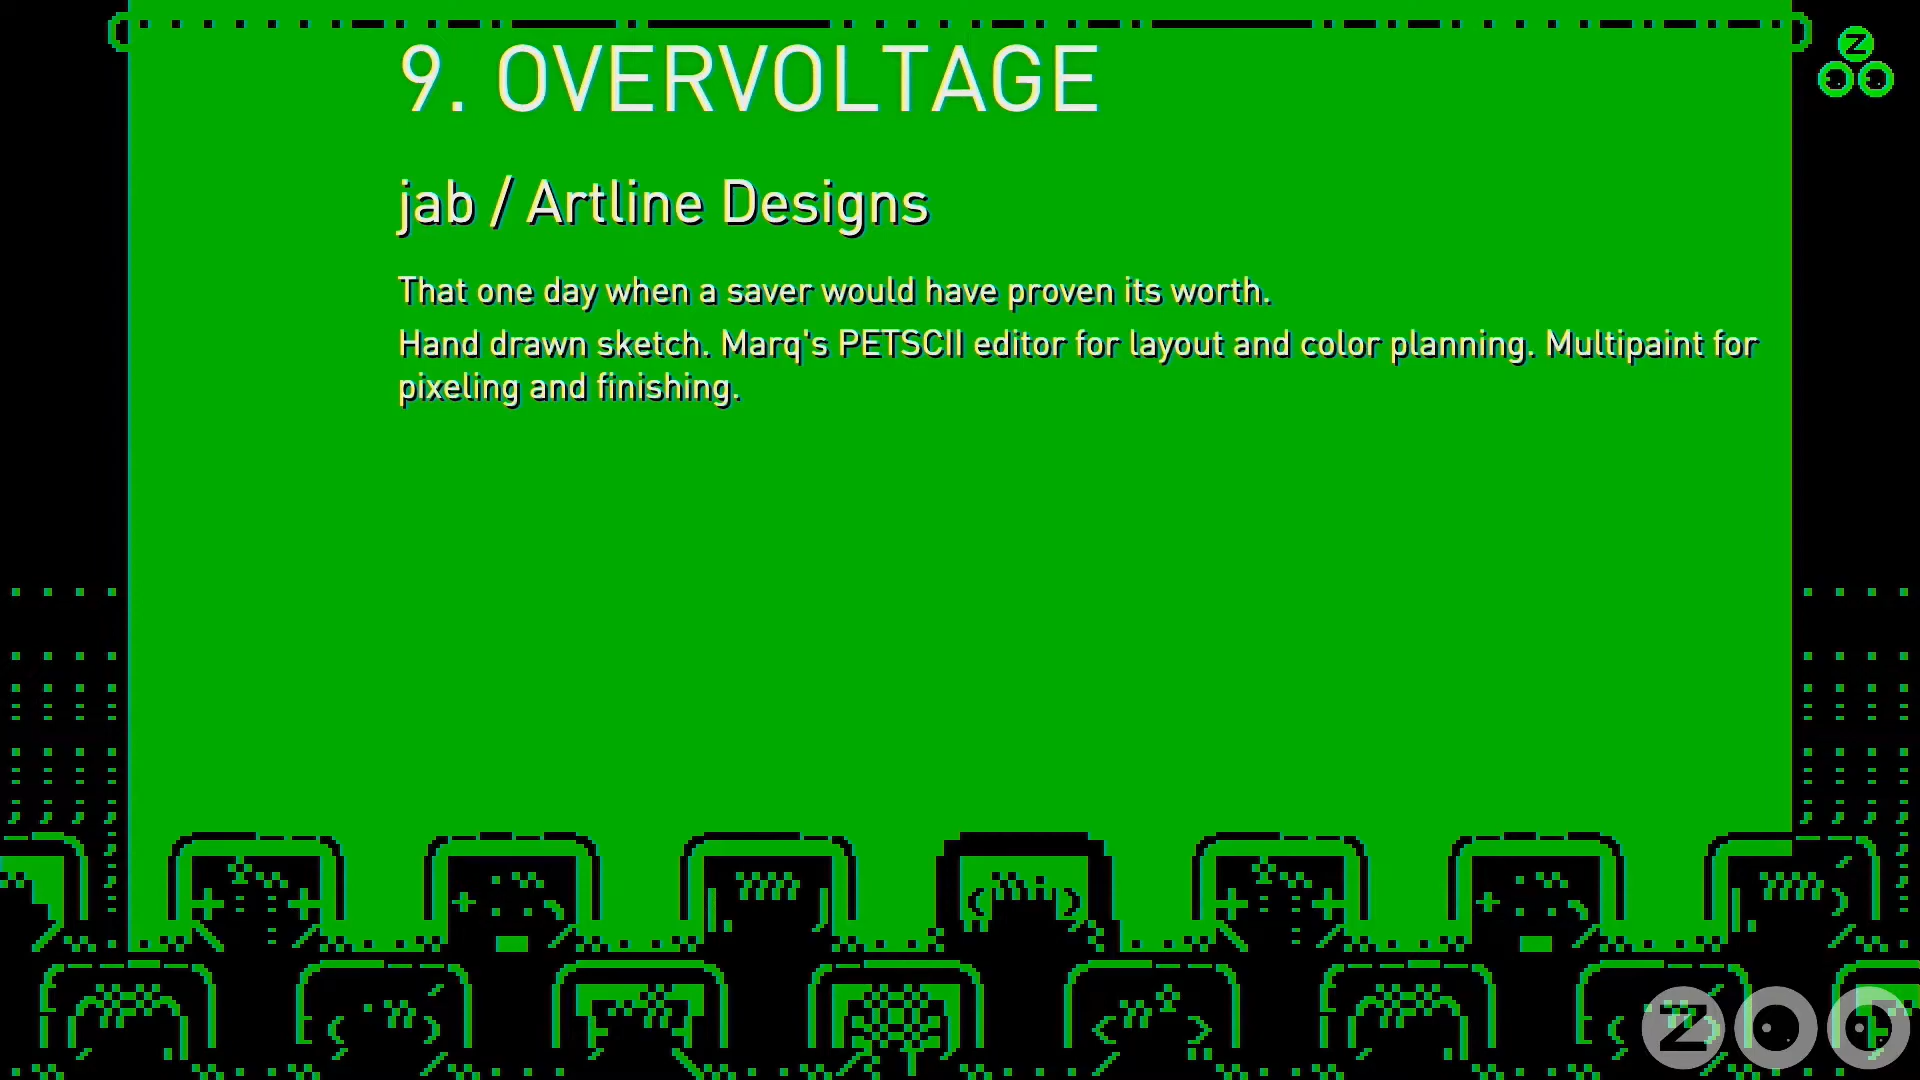 9. OVERVOLTAGE
Z
jab / Artline Designs
That one day when a saver would have proven its worth.
Hand drawn sketch. Marq's PETSCII editor for layout and color planning. Multipaint for
pixeling and finishing.
ZOO